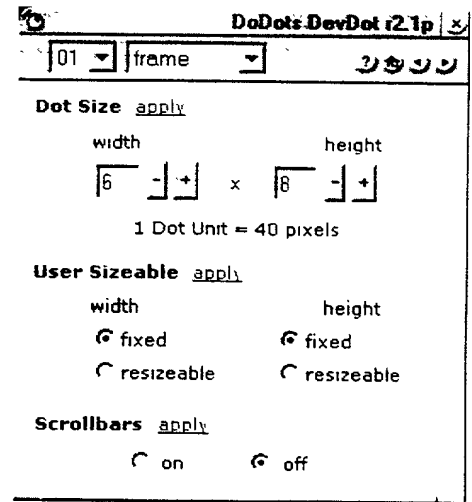 DoDots DevDot r2.1p ×
01 frame ?
Dot Size apply
width height
6 - + x 8 - +
1 Dot Unit = 40 pixels
User Sizeable apply
width height
fixed fixed
resizeable resizeable
Scrollbars apply
on off